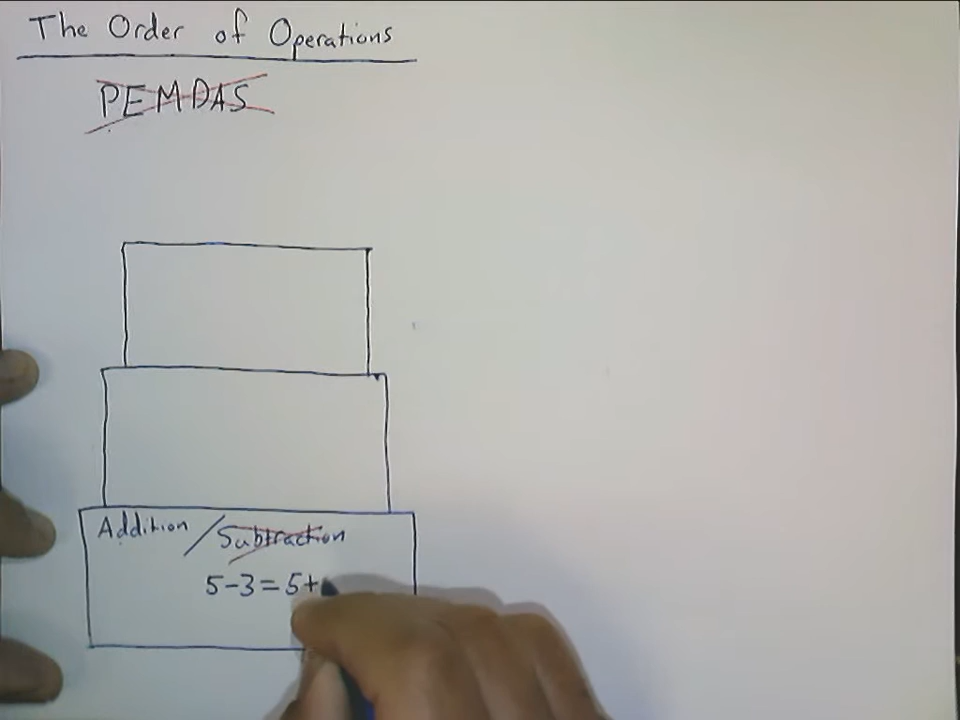 The Order of Operations
PEMDAS
Addition / Subtraction
5-3=5+